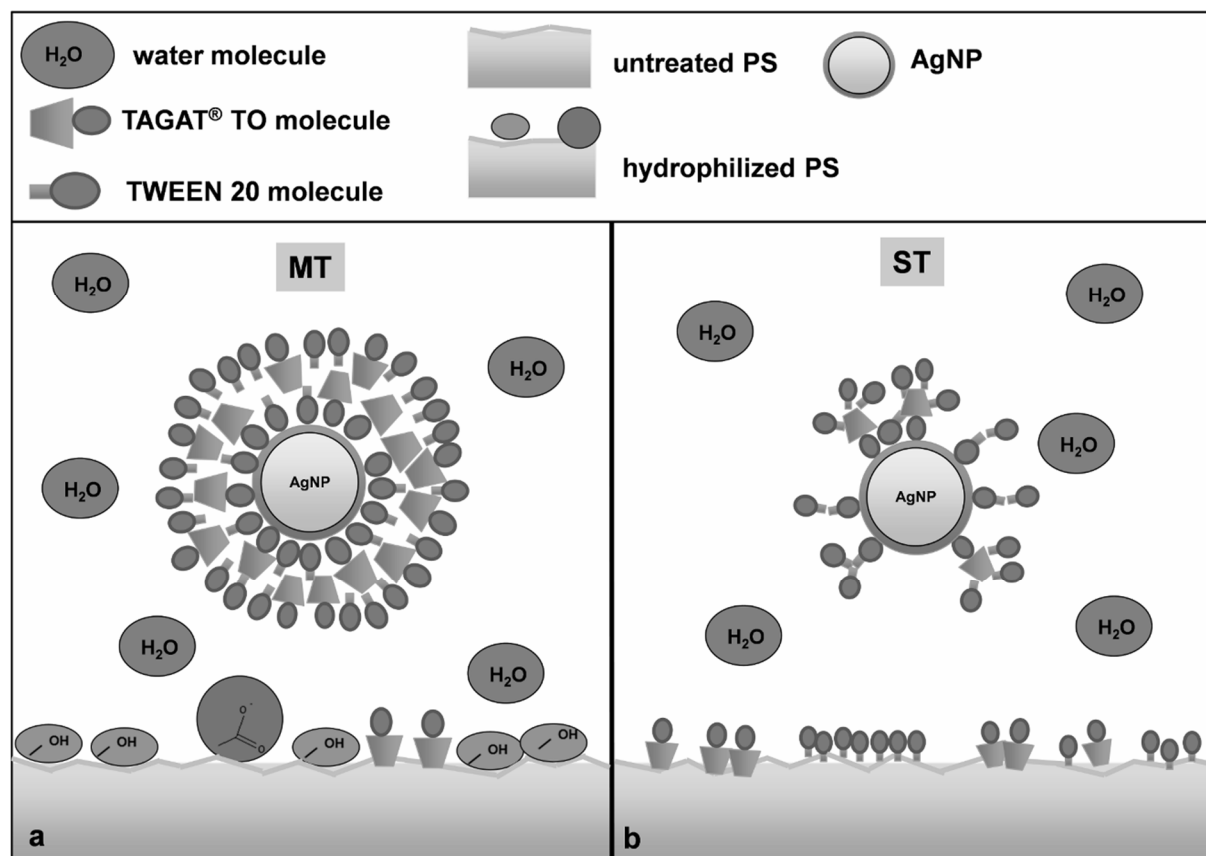 H₂O water molecule
TAGAT® TO molecule
TWEEN 20 molecule
untreated PS
hydrophilized PS
AgNP
MT
H₂O
H₂O
H₂O
AgNP
H₂O
H₂O
OH
OH
O⁻
O
OH
OH
OH
a
ST
H₂O
H₂O
H₂O
AgNP
H₂O
H₂O
b